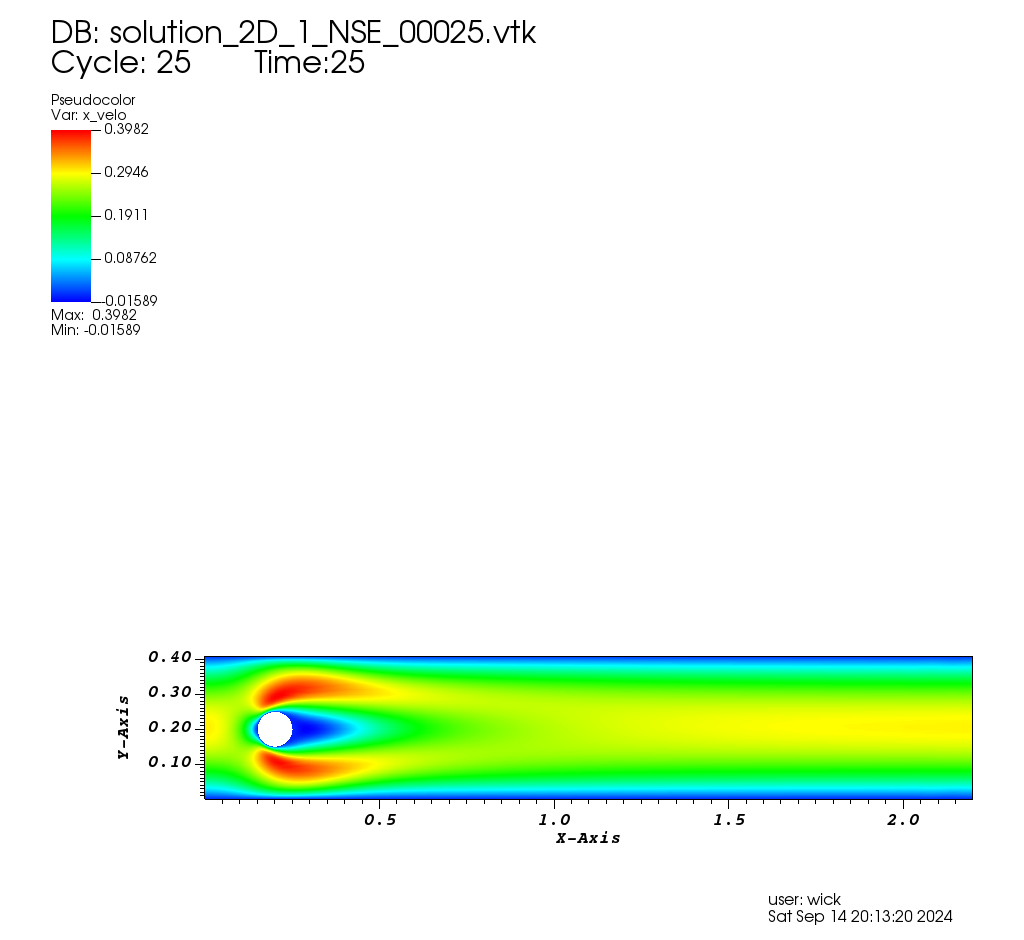 DB: solution_2D_1_NSE_00025.vtk
Cycle: 25 Time:25
Pseudocolor
Var: x_velo
0.3982
0.2946
0.1911
0.08762
-0.01589
Max: 0.3982
Min: -0.01589
0.40
0.30
0.20
0.10
Y-Axis
0.5 1.0 1.5 2.0
X-Axis
user: wick
Sat Sep 14 20:13:20 2024